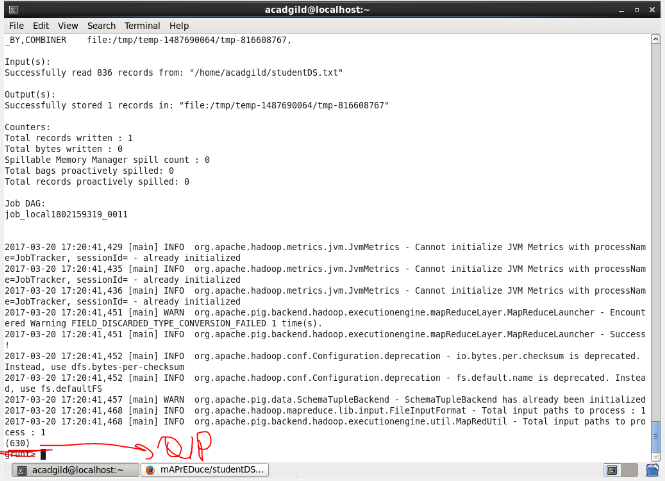 acadgild@localhost:~
File Edit View Search Terminal Help
_BY,COMBINER    file:/tmp/temp-1487690064/tmp-816608767,
Input(s):
Successfully read 836 records from: "/home/acadgild/studentDS.txt"
Output(s):
Successfully stored 1 records in: "file:/tmp/temp-1487690064/tmp-816608767"
Counters:
Total records written : 1
Total bytes written : 0
Spillable Memory Manager spill count : 0
Total bags proactively spilled: 0
Total records proactively spilled: 0
Job DAG:
job_local1802159319_0011
2017-03-20 17:20:41,429 [main] INFO  org.apache.hadoop.metrics.jvm.JvmMetrics - Cannot initialize JVM Metrics with processNam
e=JobTracker, sessionId= - already initialized
2017-03-20 17:20:41,435 [main] INFO  org.apache.hadoop.metrics.jvm.JvmMetrics - Cannot initialize JVM Metrics with processNam
e=JobTracker, sessionId= - already initialized
2017-03-20 17:20:41,436 [main] INFO  org.apache.hadoop.metrics.jvm.JvmMetrics - Cannot initialize JVM Metrics with processNam
e=JobTracker, sessionId= - already initialized
2017-03-20 17:20:41,451 [main] WARN  org.apache.pig.backend.hadoop.executionengine.mapReduceLayer.MapReduceLauncher - Encount
ered Warning FIELD_DISCARDED_TYPE_CONVERSION_FAILED 1 time(s).
2017-03-20 17:20:41,451 [main] INFO  org.apache.pig.backend.hadoop.executionengine.mapReduceLayer.MapReduceLauncher - Success
!
2017-03-20 17:20:41,452 [main] INFO  org.apache.hadoop.conf.Configuration.deprecation - io.bytes.per.checksum is deprecated.
Instead, use dfs.bytes-per-checksum
2017-03-20 17:20:41,452 [main] INFO  org.apache.hadoop.conf.Configuration.deprecation - fs.default.name is deprecated. Instea
d, use fs.defaultFS
2017-03-20 17:20:41,457 [main] WARN  org.apache.pig.data.SchemaTupleBackend - SchemaTupleBackend has already been initialized
2017-03-20 17:20:41,468 [main] INFO  org.apache.hadoop.mapreduce.lib.input.FileInputFormat - Total input paths to process : 1
2017-03-20 17:20:41,468 [main] INFO  org.apache.pig.backend.hadoop.executionengine.util.MapRedUtil - Total input paths to pro
cess : 1
(630)
grunt>
O/P
acadgild@localhost:~
mAPrEDuce/studentDS...